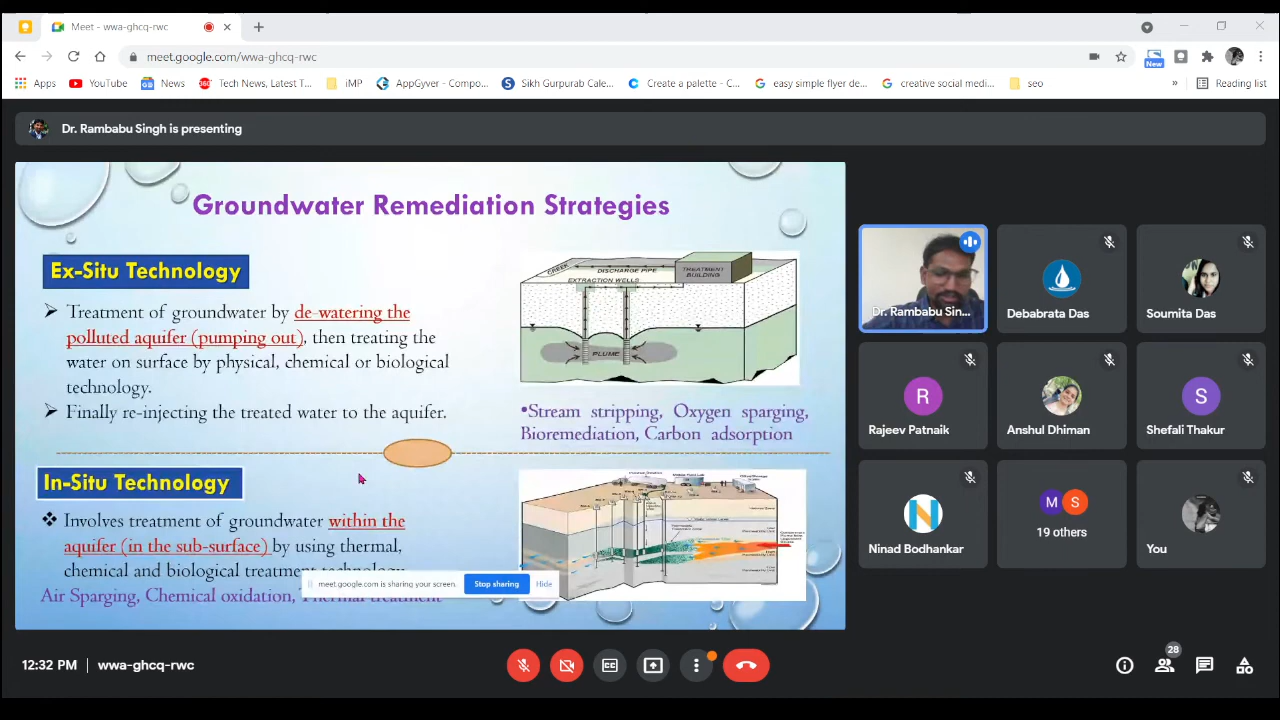 Meet - wwa-ghcq-rwc
meet.google.com/wwa-ghcq-rwc
New
Apps
YouTube
News
Tech News, Latest T...
iMP
AppGyver - Compo...
Sikh Gurpurab Cale...
Create a palette - C...
easy simple flyer de...
creative social medi...
seo
»
Reading list
Dr. Rambabu Singh is presenting
Groundwater Remediation Strategies
Ex-Situ Technology
Treatment of groundwater by de-watering the
polluted aquifer (pumping out), then treating the
water on surface by physical, chemical or biological
technology.
Finally re-injecting the treated water to the aquifer.
CREEK
DISCHARGE PIPE
TREATMENT
BUILDING
EXTRACTION WELLS
PLUME
•Stream stripping, Oxygen sparging,
Bioremediation, Carbon adsorption
In-Situ Technology
Involves treatment of groundwater within the
aquifer (in the sub-surface) by using thermal,
chemical and biological treatment technology.
Air Sparging, Chemical oxidation, Thermal treatment
meet.google.com is sharing your screen.
Stop sharing
Hide
Dr. Rambabu Sin...
Debabrata Das
Soumita Das
R
Rajeev Patnaik
Anshul Dhiman
S
Shefali Thakur
N
Ninad Bodhankar
M
S
19 others
You
12:32 PM
wwa-ghcq-rwc
CC
28